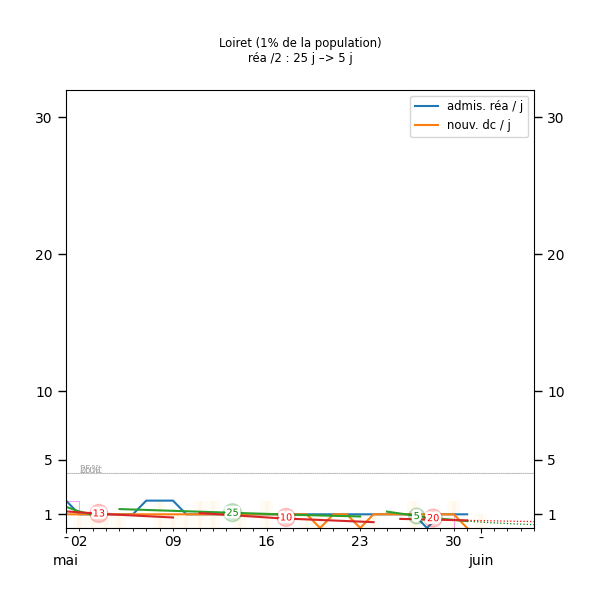 Loiret (1% de la population)
réa /2 : 25 j –> 5 j
admis. réa / j
nouv. dc / j
30 30
20 20
10 10
5 5
25%
1 1
13 25 10 5 20
02 09 16 23 30 -
mai juin